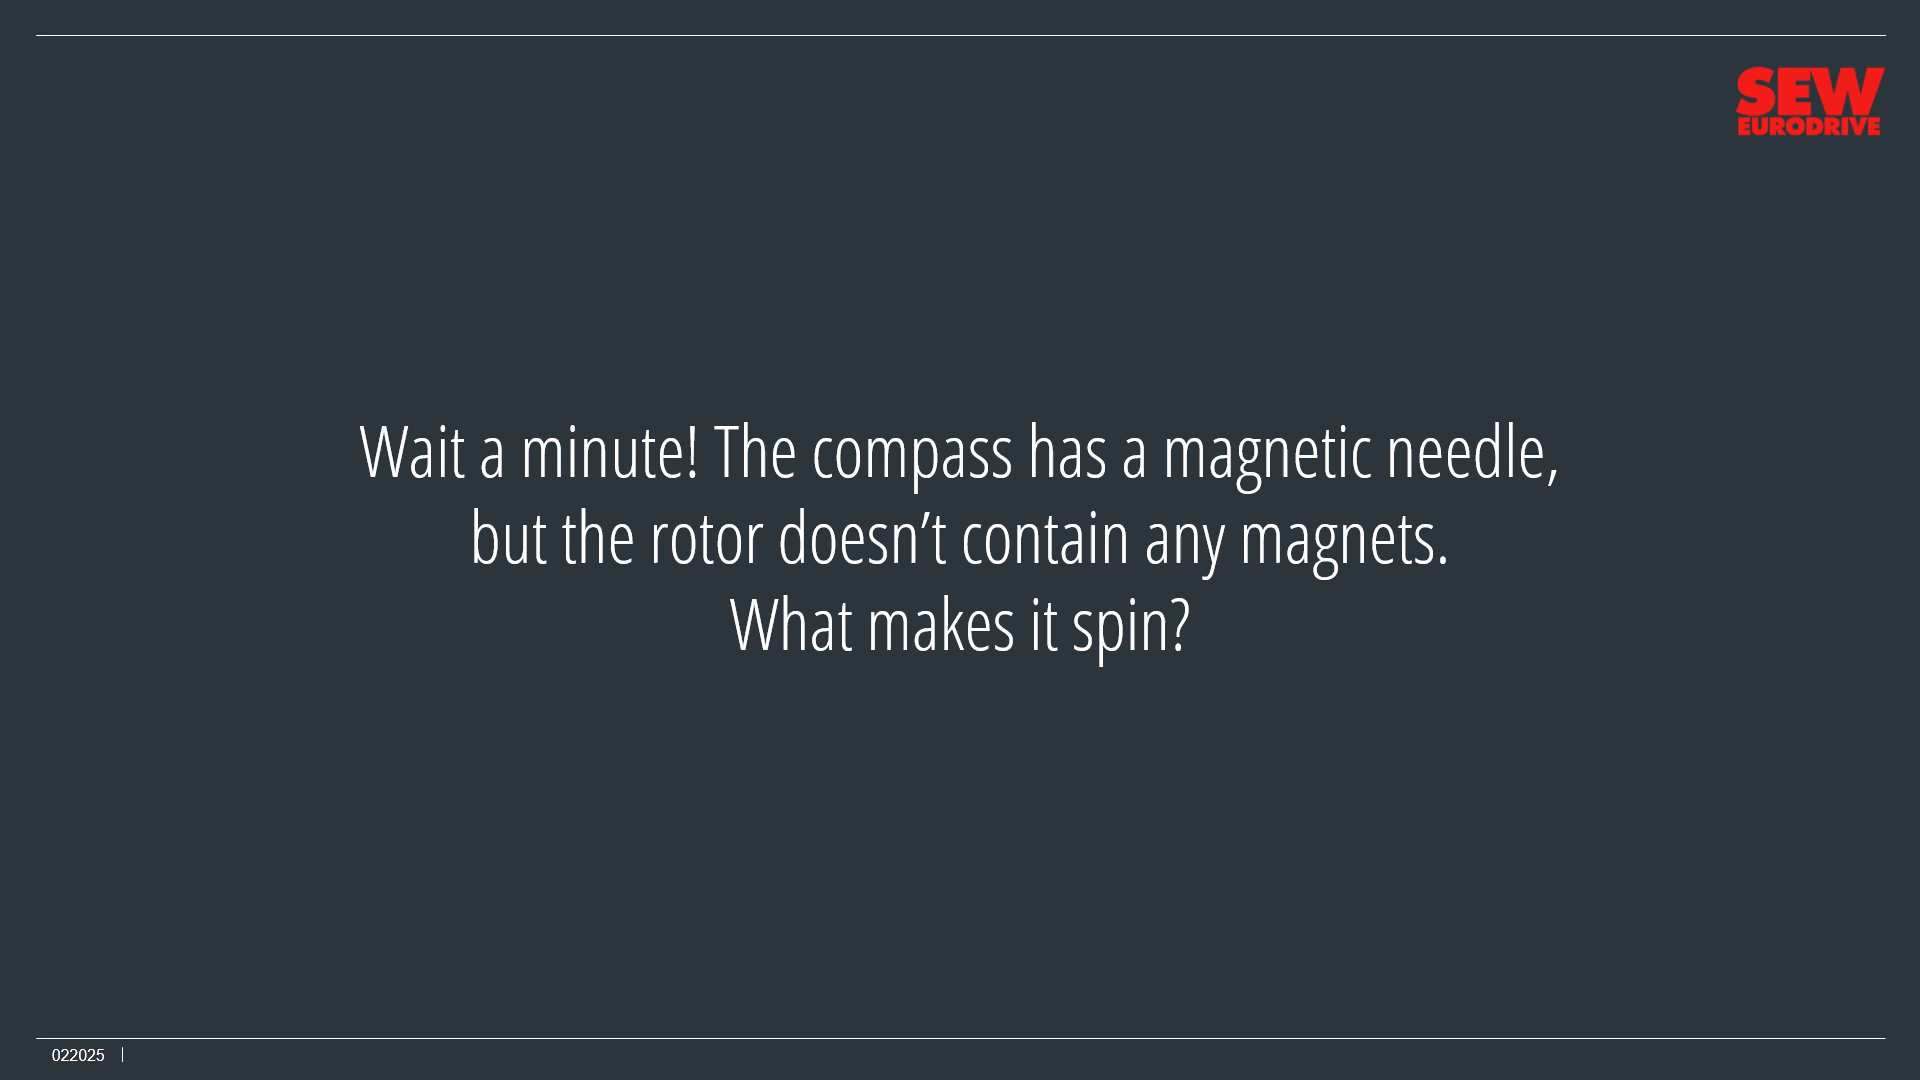 SEW
EURODRIVE
Wait a minute! The compass has a magnetic needle,
but the rotor doesn’t contain any magnets.
What makes it spin?
022025